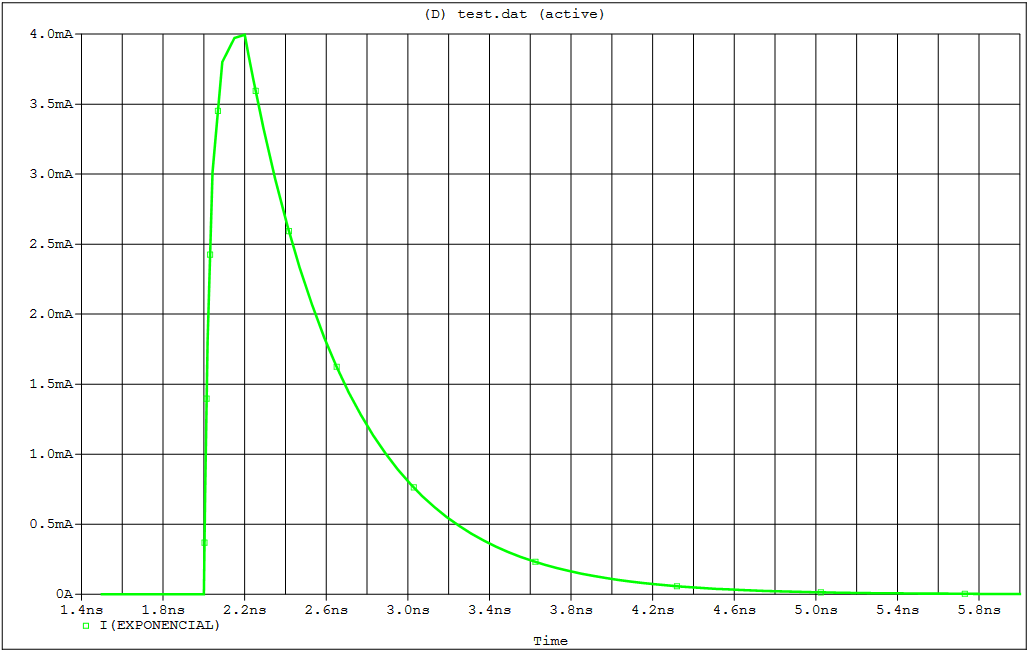 (D) test.dat (active)
4.0mA
3.5mA
3.0mA
2.5mA
2.0mA
1.5mA
1.0mA
0.5mA
0A
1.4ns 1.8ns 2.2ns 2.6ns 3.0ns 3.4ns 3.8ns 4.2ns 4.6ns 5.0ns 5.4ns 5.8ns
I(EXPONENCIAL)
Time